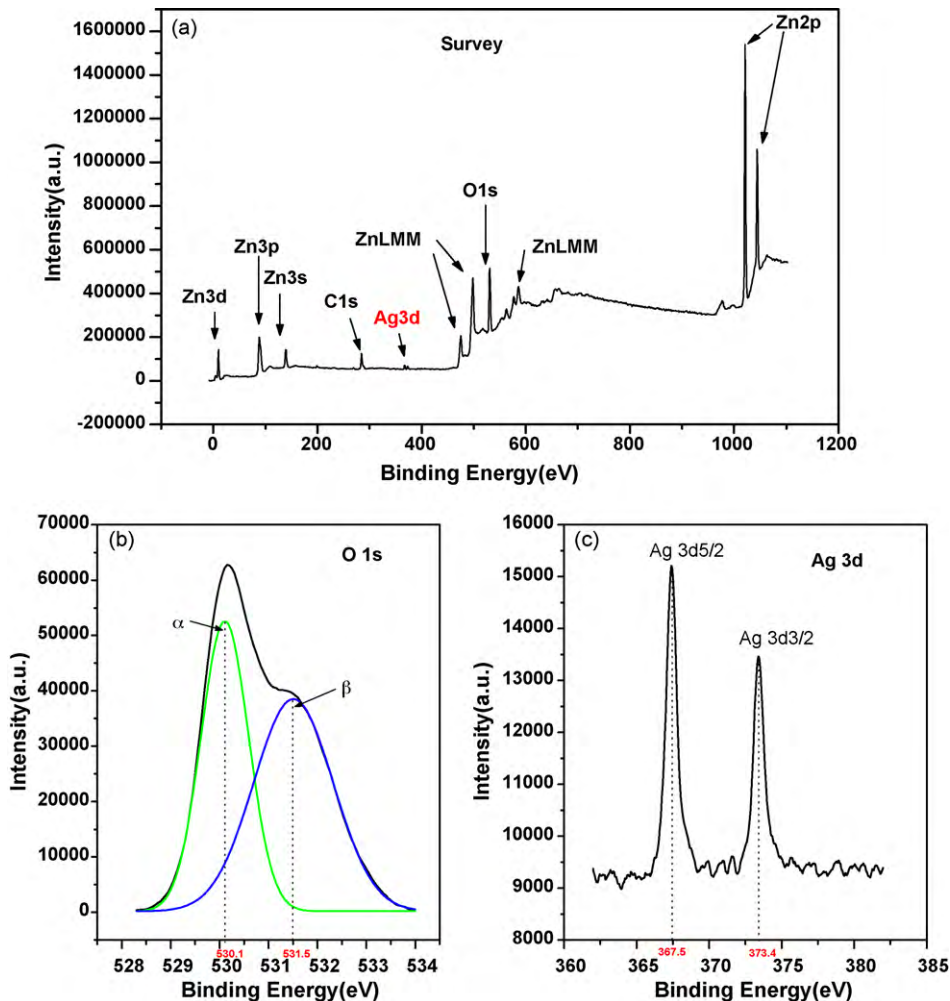 (a)
Survey
Zn2p
O1s
ZnLMM
ZnLMM
Zn3p
Zn3s
Zn3d
C1s
Ag3d
1600000
1400000
1200000
1000000
800000
600000
400000
200000
0
-200000
Intensity(a.u.)
0 200 400 600 800 1000 1200
Binding Energy(eV)
(b)
O 1s
α
β
70000
60000
50000
40000
30000
20000
10000
0
Intensity(a.u.)
528 529 530 531 532 533 534
530.1 531.5
Binding Energy(eV)
(c)
Ag 3d
Ag 3d5/2
Ag 3d3/2
16000
15000
14000
13000
12000
11000
10000
9000
8000
Intensity(a.u.)
360 365 370 375 380 385
367.5 373.4
Binding Energy(eV)